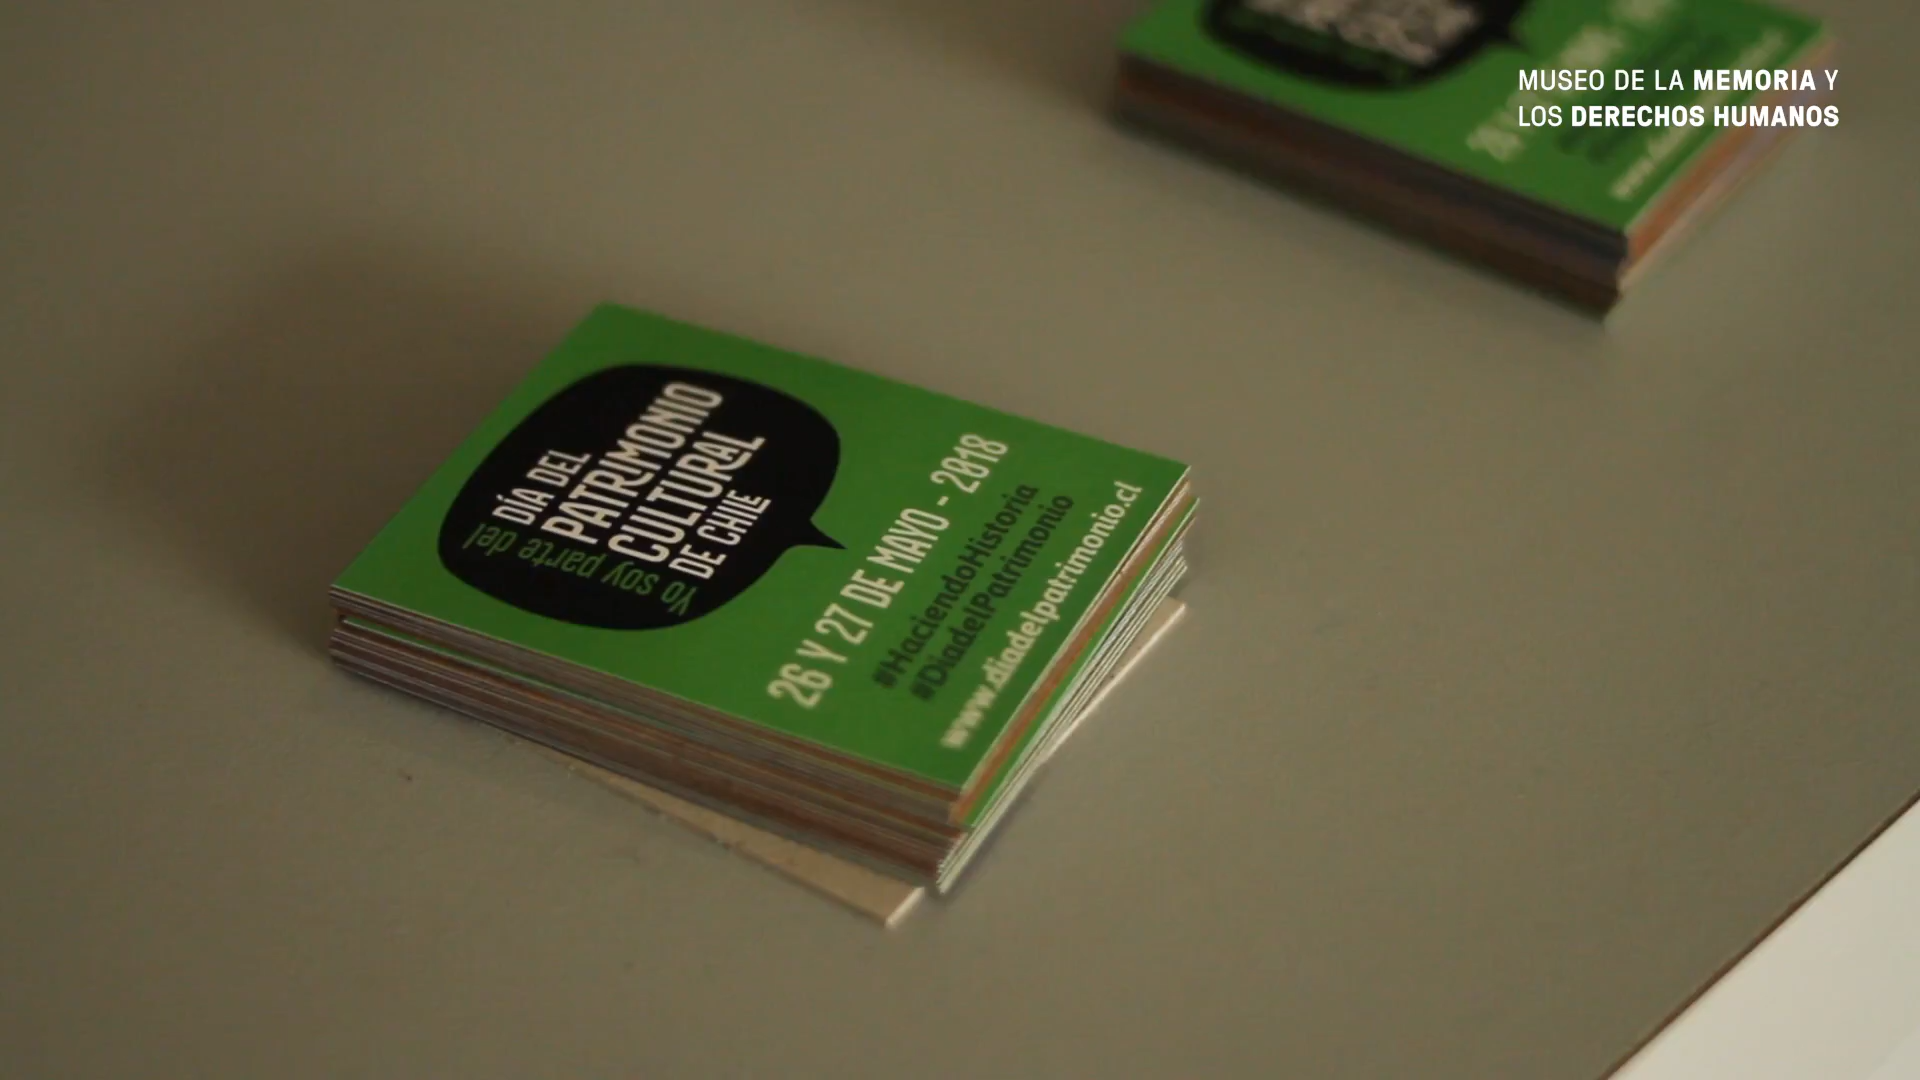 MUSEO DE LA MEMORIA Y
LOS DERECHOS HUMANOS
Yo soy parte del
DÍA DEL
PATRIMONIO
CULTURAL
DE CHILE
26 Y 27 DE MAYO - 2018
#HaciendoHistoria
#DiadelPatrimonio
www.diadelpatrimonio.cl